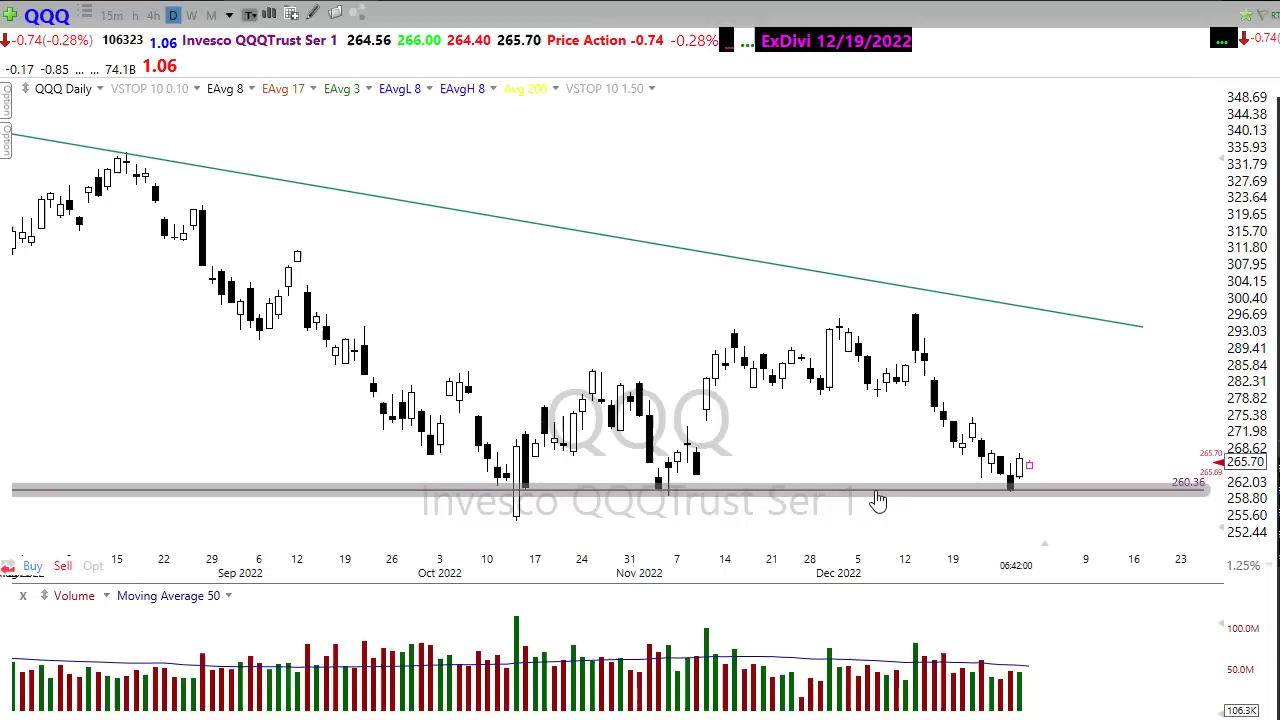 QQQ 15m h 4h D W M T
-0.74(-0.28%) 106323 1.06 Invesco QQQTrust Ser 1 264.56 266.00 264.40 265.70 Price Action -0.74 -0.28% ... ExDivi 12/19/2022 ... -0.74(
-0.17 -0.85 ... ... 74.1B 1.06
QQQ Daily VSTOP 10 0.10 EAvg 8 EAvg 17 EAvg 3 EAvgL 8 EAvgH 8 Avg 200 VSTOP 10 1.50
Option
Option
348.69
344.38
340.13
335.93
331.79
327.69
323.64
319.65
315.70
311.80
307.95
304.15
300.40
296.69
293.03
289.41
285.84
282.31
278.82
275.38
271.98
268.62
265.70
265.70
265.69
262.03
260.36
258.80
255.60
252.44
QQQ
Invesco QQQTrust Ser 1
15 22 29 6 12 19 26 3 10 17 24 31 7 14 21 28 5 12 19 06:42:00 9 16 23
Sep 2022 Oct 2022 Nov 2022 Dec 2022
Buy Sell Opt 1.25%
x Volume Moving Average 50
100.0M
50.0M
106.3K